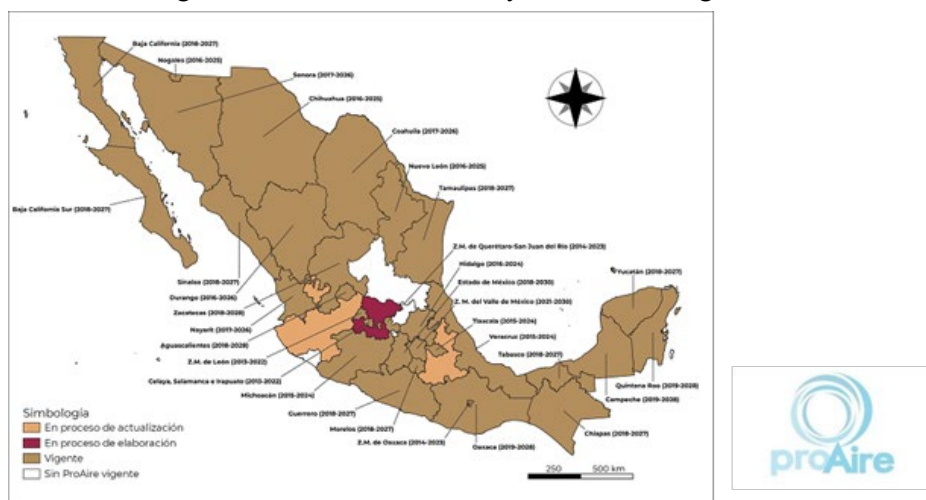 Baja California (2018-2027)
Nogales (2016-2025)
Sonora (2017-2026)
Chihuahua (2016-2025)
Coahuila (2017-2026)
Nuevo León (2016-2025)
Tamaulipas (2018-2027)
Baja California Sur (2018-2027)
Z.M. de Querétaro-San Juan del Río (2014-2023)
Hidalgo (2016-2024)
Estado de México (2018-2030)
Z. M. del Valle de México (2021-2030)
Tlaxcala (2015-2024)
Veracruz (2015-2024)
Tabasco (2018-2027)
Yucatán (2018-2027)
Sinaloa (2018-2027)
Durango (2016-2026)
Zacatecas (2018-2028)
Nayarit (2017-2026)
Aguascalientes (2018-2028)
Z.M. de León (2013-2022)
Celaya, Salamanca e Irapuato (2013-2022)
Michoacán (2015-2024)
Guerrero (2018-2027)
Morelos (2018-2027)
Z.M. de Oaxaca (2014-2023)
Oaxaca (2019-2028)
Chispas (2018-2027)
Campeche (2019-2028)
Quintana Roo (2019-2028)
Simbología
En proceso de actualización
En proceso de elaboración
Vigente
Sin ProAire vigente
250 500 km
proAire